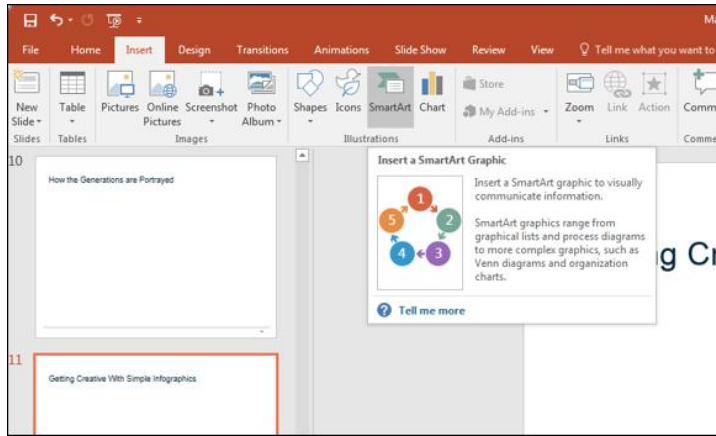 Ma
File Home Insert Design Transitions Animations Slide Show Review View Tell me what you want to
New Slide Table Pictures Online Pictures Screenshot Photo Album Shapes Icons SmartArt Chart Store My Add-ins Zoom Link Action Comm
Slides Tables Images Illustrations Add-ins Links Comme
10
How the Generations are Portrayed
11
Getting Creative With Simple Infographics
Insert a SmartArt Graphic
Insert a SmartArt graphic to visually
communicate information.
SmartArt graphics range from
graphical lists and process diagrams
to more complex graphics, such as
Venn diagrams and organization
charts.
1
5 2
4 3
Tell me more
g Cr